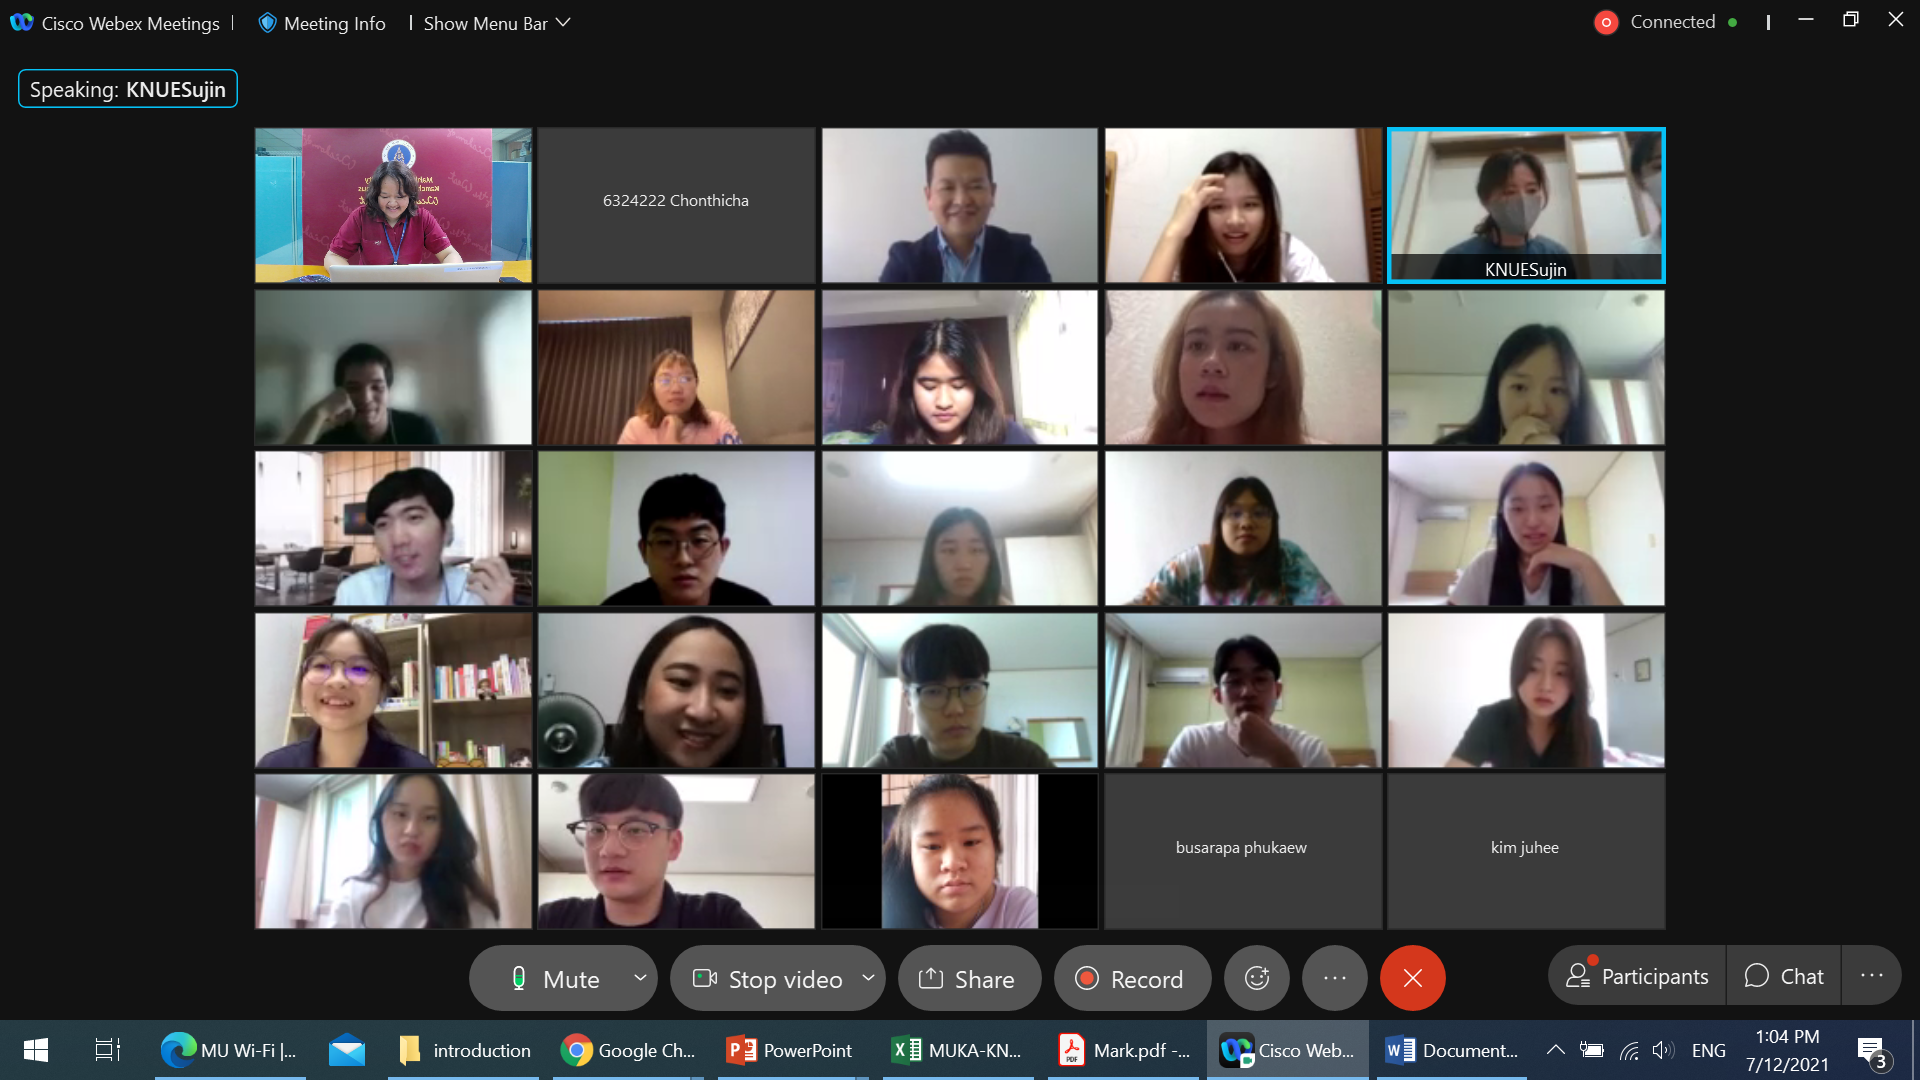 Cisco Webex Meetings
Meeting Info
Show Menu Bar
Connected
Speaking: KNUESujin
6324222 Chonthicha
KNUESujin
busarapa phukaew
kim juhee
Mute
Stop video
Share
Record
Participants
Chat
MU Wi-Fi |...
introduction
Google Ch...
PowerPoint
MUKA-KN...
Mark.pdf -...
Cisco Web...
Document...
ENG
1:04 PM
7/12/2021
3